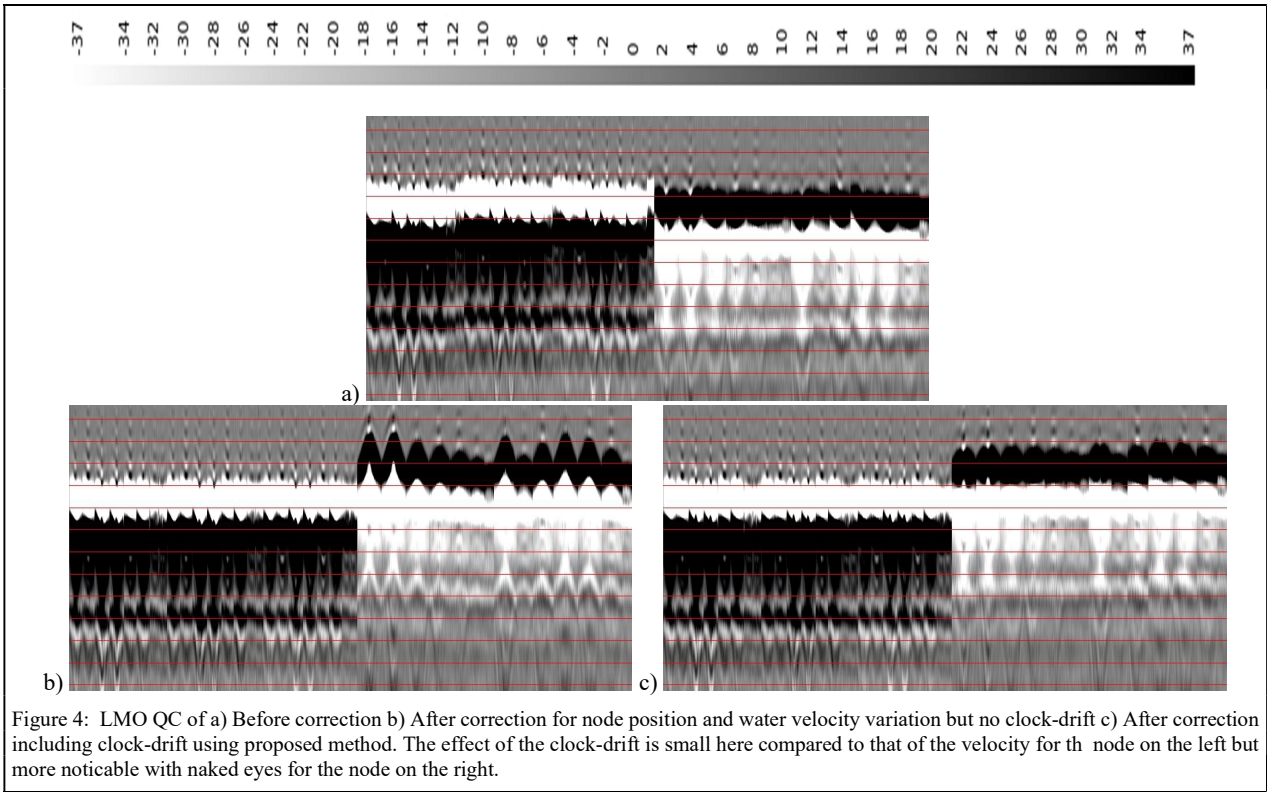 -37 -34 -32 -30 -28 -26 -24 -22 -20 -18 -16 -14 -12 -10 -8 -6 -4 -2 0 2 4 6 8 10 12 14 16 18 20 22 24 26 28 30 32 34 37
a)
b) c)
Figure 4: LMO QC of a) Before correction b) After correction for node position and water velocity variation but no clock-drift c) After correction
including clock-drift using proposed method. The effect of the clock-drift is small here compared to that of the velocity for th node on the left but
more noticable with naked eyes for the node on the right.